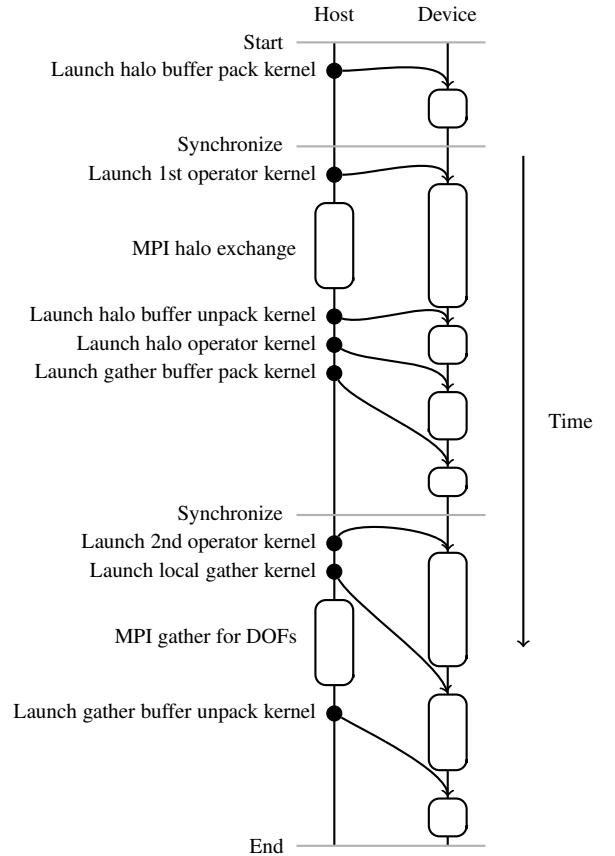 Host Device
Start
Launch halo buffer pack kernel
Synchronize
Launch 1st operator kernel
MPI halo exchange
Launch halo buffer unpack kernel
Launch halo operator kernel
Launch gather buffer pack kernel
Time
Synchronize
Launch 2nd operator kernel
Launch local gather kernel
MPI gather for DOFs
Launch gather buffer unpack kernel
End